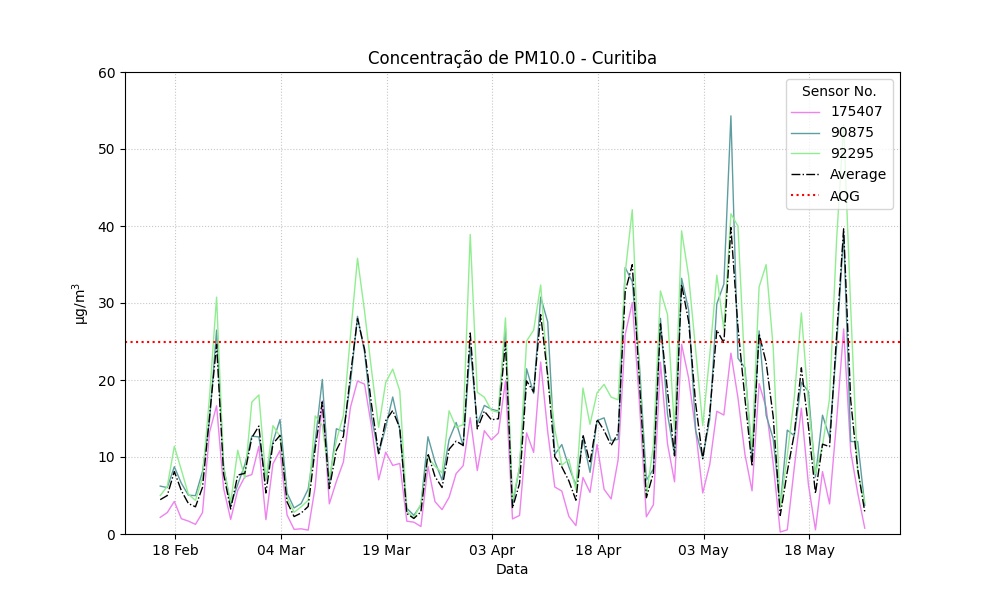 Concentração de PM10.0 - Curitiba
60
50
40
30
20
10
0
µg/m³
Sensor No.
175407
90875
92295
Average
AQG
18 Feb
04 Mar
19 Mar
03 Apr
18 Apr
03 May
18 May
Data